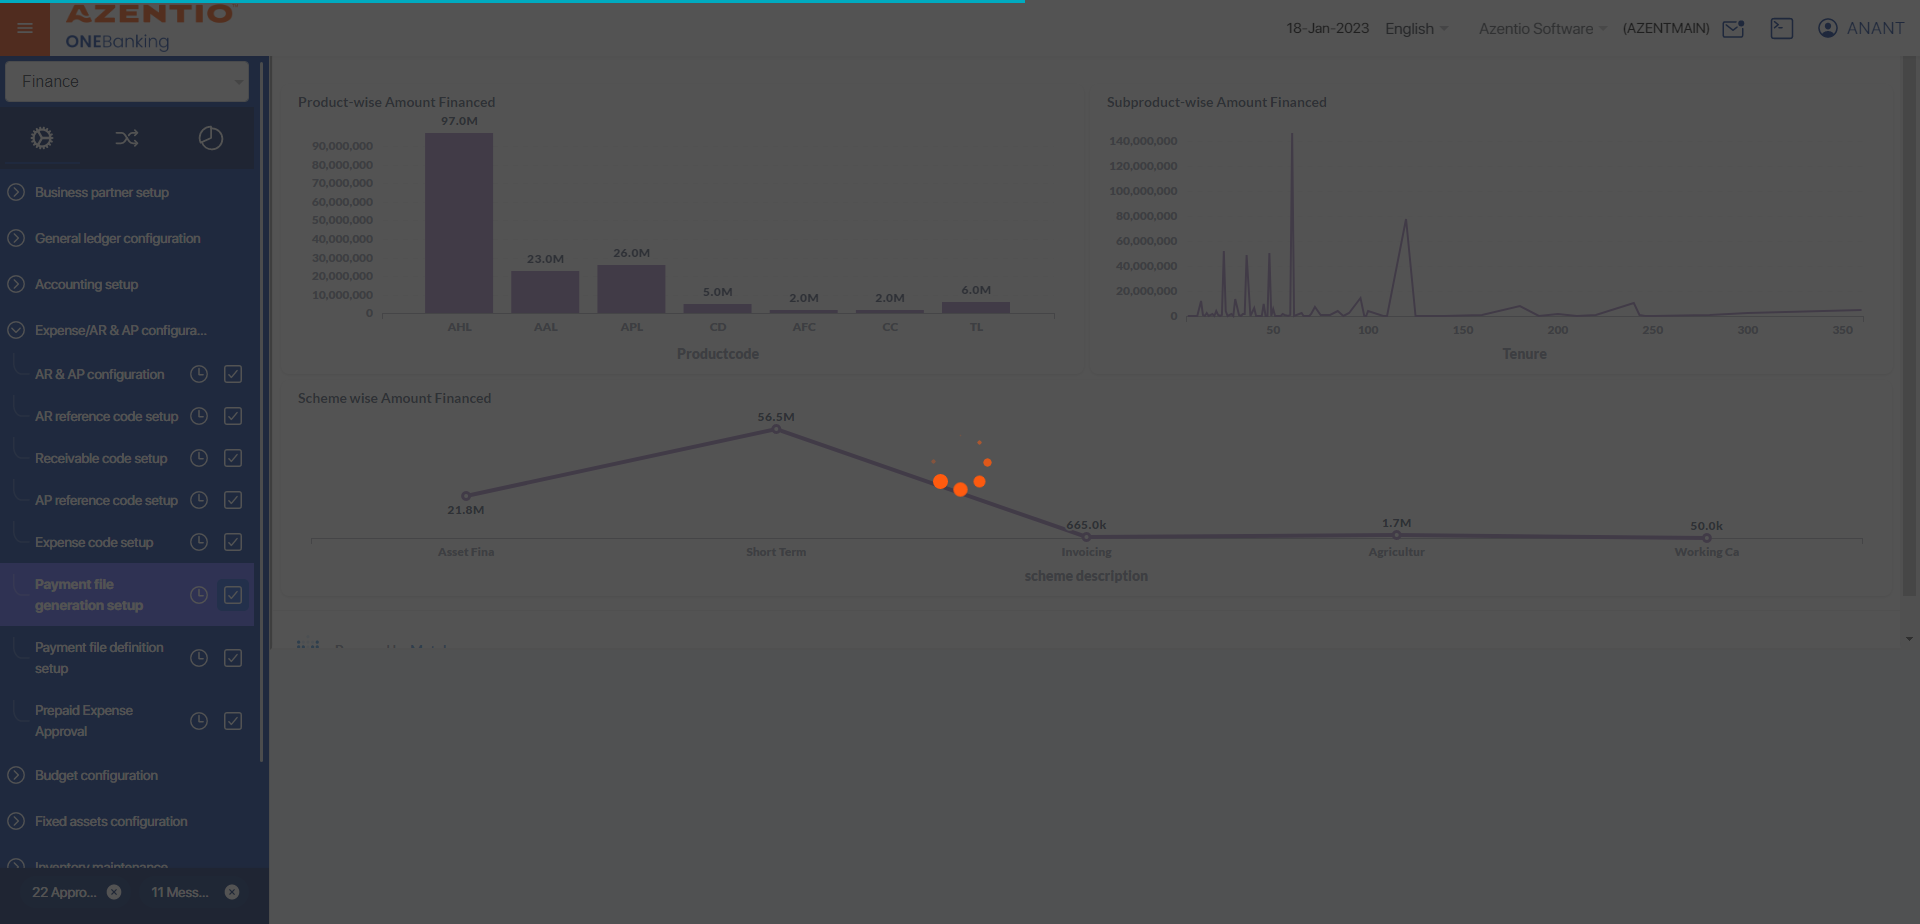 AZENTIO
ONEBanking
18-Jan-2023 English Azentio Software (AZENTMAIN) ANANT
Finance
Business partner setup
General ledger configuration
Accounting setup
Expense/AR & AP configura...
AR & AP configuration
AR reference code setup
Receivable code setup
AP reference code setup
Expense code setup
Payment file
generation setup
Payment file definition
setup
Prepaid Expense
Approval
Budget configuration
Fixed assets configuration
Inventory maintenance
22 Appro...
11 Mess...
Product-wise Amount Financed
97.0M
90,000,000
80,000,000
70,000,000
60,000,000
50,000,000
40,000,000
30,000,000
20,000,000
10,000,000
0
23.0M
26.0M
5.0M
2.0M
2.0M
6.0M
AHL AAL APL CD AFC CC TL
Productcode
Subproduct-wise Amount Financed
140,000,000
120,000,000
100,000,000
80,000,000
60,000,000
40,000,000
20,000,000
0
50 100 150 200 250 300 350
Tenure
Scheme wise Amount Financed
56.5M
21.8M
665.0k
1.7M
50.0k
Asset Fina Short Term Invoicing Agricultur Working Ca
scheme description